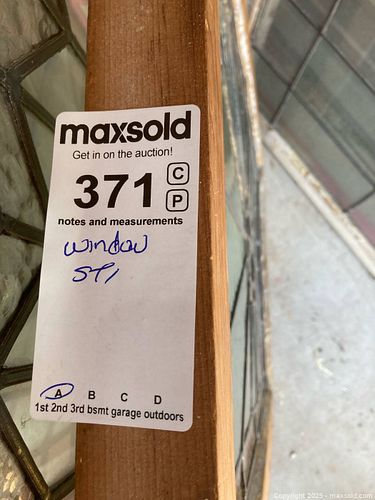 maxsold
Get in on the auction!
371 C
P
notes and measurements
window
A B C D
1st 2nd 3rd bsmt garage outdoors
Copyright 2025 - maxsold.com